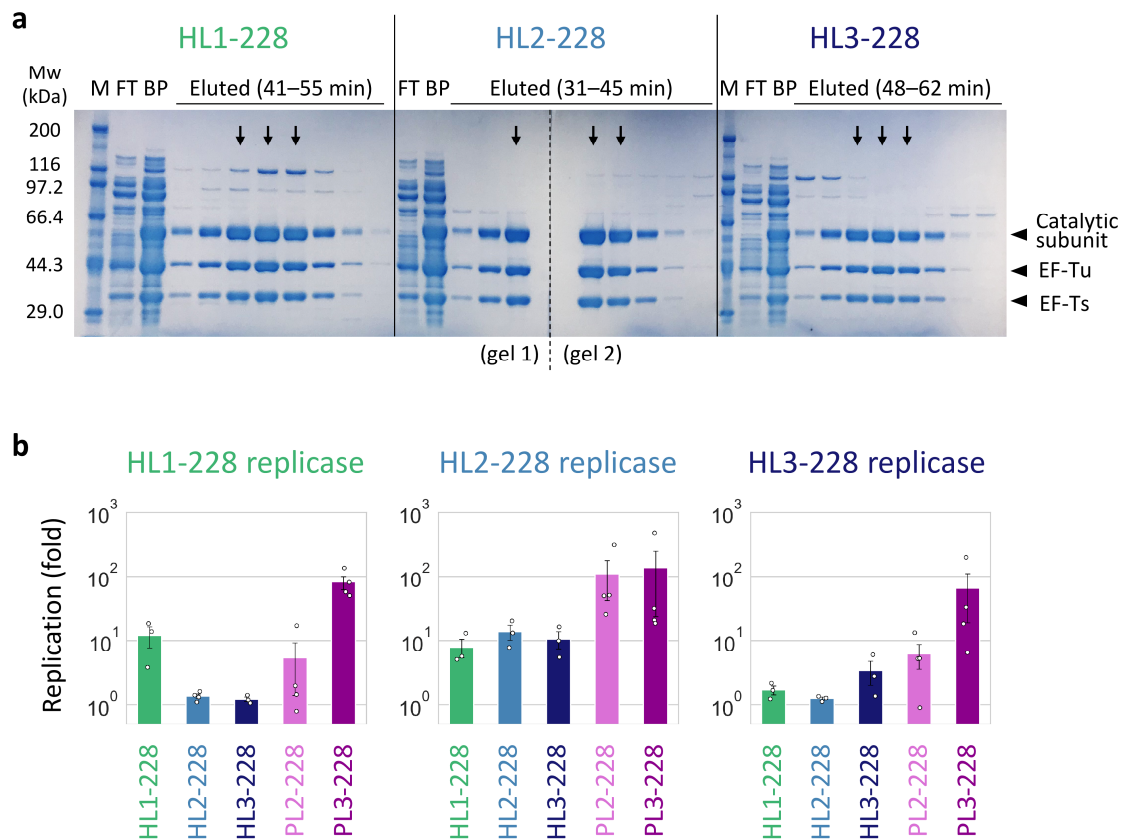 a
HL1-228 HL2-228 HL3-228
Mw
(kDa)
M FT BP Eluted (41–55 min) FT BP Eluted (31–45 min) M FT BP Eluted (48–62 min)
200
116
97.2
66.4
44.3
29.0
Catalytic
subunit
EF-Tu
EF-Ts
(gel 1) (gel 2)
b
HL1-228 replicase HL2-228 replicase HL3-228 replicase
Replication (fold)
10³ 10³ 10³
10² 10² 10²
10¹ 10¹ 10¹
10⁰ 10⁰ 10⁰
HL1-228 HL2-228 HL3-228 PL2-228 PL3-228 HL1-228 HL2-228 HL3-228 PL2-228 PL3-228 HL1-228 HL2-228 HL3-228 PL2-228 PL3-228